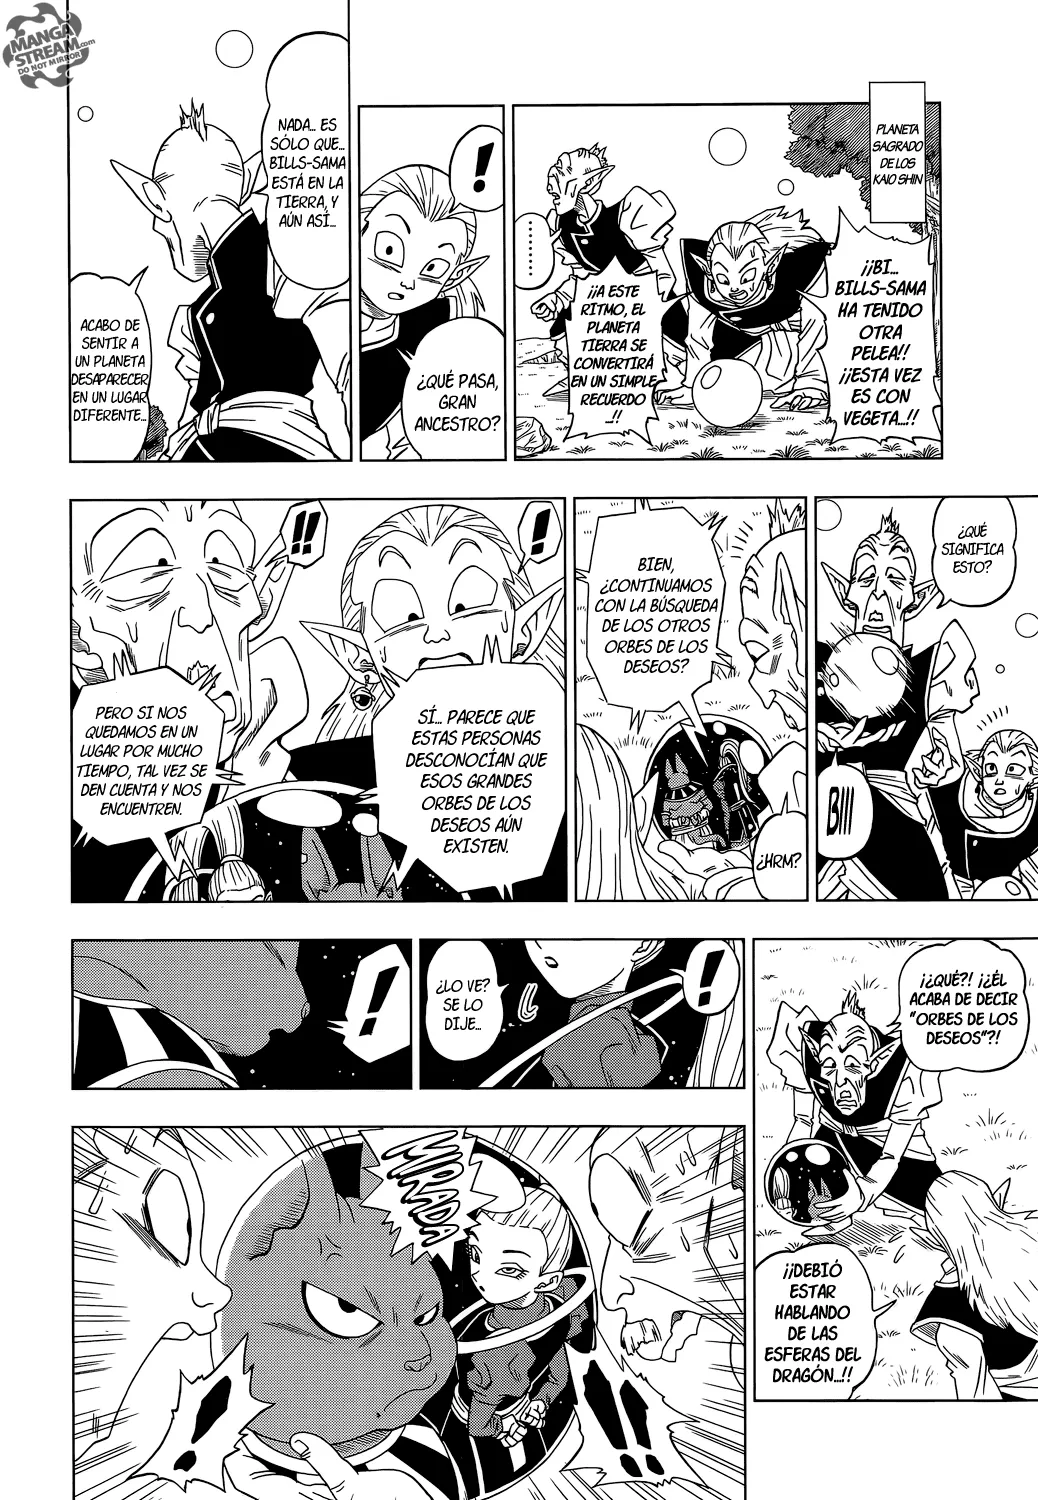 MANGA
STREAM.com
DO NOT MIRROR
PLANETA
SAGRADO
DE LOS
KAIO SHIN
¡¡BI...
BILLS-SAMA
HA TENIDO
OTRA
PELEA!!
¡¡ESTA VEZ
ES CON
VEGETA...!!
¡¡A ESTE
RITMO, EL
PLANETA
TIERRA SE
CONVERTIRÁ
EN UN SIMPLE
RECUERDO
...!!
.........
!
¿QUÉ PASA,
GRAN
ANCESTRO?
NADA... ES
SÓLO QUE...
BILLS-SAMA
ESTÁ EN LA
TIERRA, Y
AÚN ASÍ...
ACABO DE
SENTIR A
UN PLANETA
DESAPARECER
EN UN LUGAR
DIFERENTE...
¿QUÉ
SIGNIFICA
ESTO?
BIII
BIEN,
¿CONTINUAMOS
CON LA BÚSQUEDA
DE LOS OTROS
ORBES DE LOS
DESEOS?
¿HRM?
!
!!
SÍ... PARECE QUE
ESTAS PERSONAS
DESCONOCÍAN QUE
ESOS GRANDES
ORBES DE LOS
DESEOS AÚN
EXISTEN.
PERO SI NOS
QUEDAMOS EN UN
LUGAR POR MUCHO
TIEMPO, TAL VEZ SE
DEN CUENTA Y NOS
ENCUENTREN.
¡¿QUÉ?! ¡¡ÉL
ACABA DE DECIR
"ORBES DE LOS
DESEOS"?!
¡¡DEBIÓ
ESTAR
HABLANDO
DE LAS
ESFERAS DEL
DRAGÓN...!!
!
¿LO VE?
SE LO
DIJE...
!
MIRADA
!!
!!